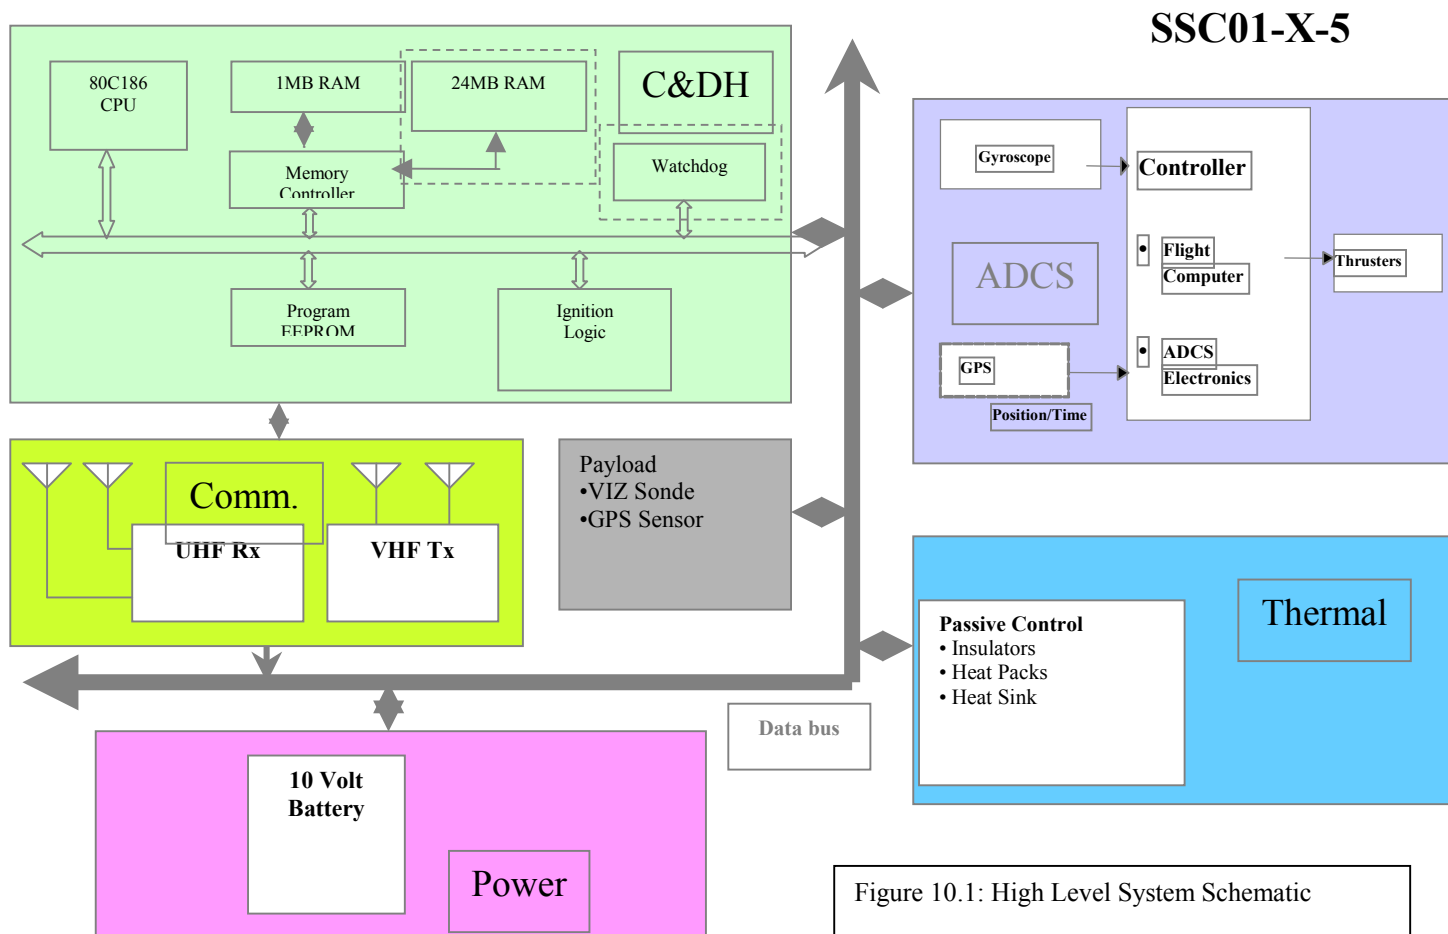 SSC01-X-5
80C186
CPU
1MB RAM
24MB RAM
C&DH
Memory
Controller
Watchdog
Program
EEPROM
Ignition
Logic
Gyroscope
Controller
ADCS
• Flight
Computer
Thrusters
GPS
• ADCS
Electronics
Position/Time
Comm.
UHF Rx
VHF Tx
Payload
•VIZ Sonde
•GPS Sensor
Passive Control
• Insulators
• Heat Packs
• Heat Sink
Thermal
Data bus
10 Volt
Battery
Power
Figure 10.1: High Level System Schematic